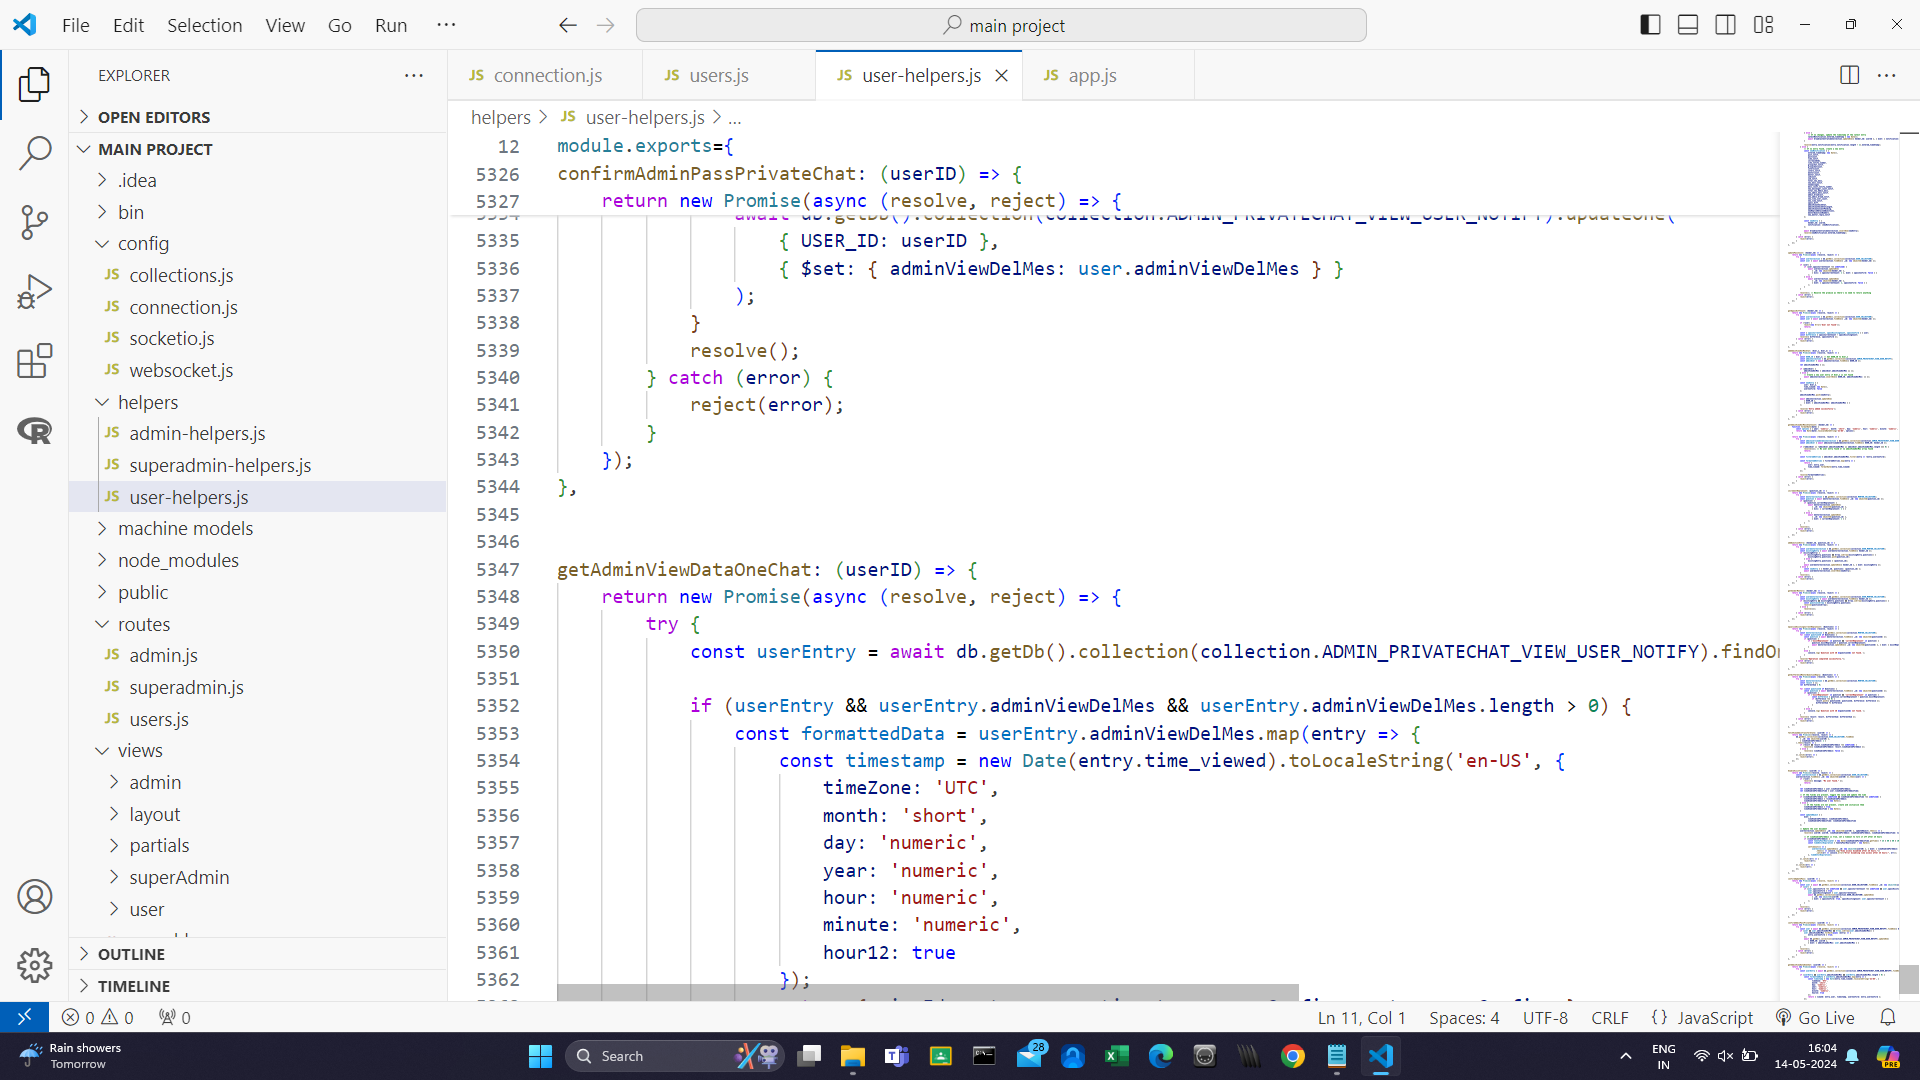 File Edit Selection View Go Run ···
main project
EXPLORER
OPEN EDITORS
MAIN PROJECT
.idea
bin
config
JS collections.js
JS connection.js
JS socketio.js
JS websocket.js
helpers
JS admin-helpers.js
JS superadmin-helpers.js
JS user-helpers.js
machine models
node_modules
public
routes
JS admin.js
JS superadmin.js
JS users.js
views
admin
layout
partials
superAdmin
user
OUTLINE
TIMELINE
JS connection.js JS users.js JS user-helpers.js JS app.js
helpers > JS user-helpers.js > ...
12 module.exports={
5326 confirmAdminPassPrivateChat: (userID) => {
5327 return new Promise(async (resolve, reject) => {
await db.getDb().collection(collection.ADMIN_PRIVATECHAT_VIEW_USER_NOTIFY).updateOne(
5335 { USER_ID: userID },
5336 { $set: { adminViewDelMes: user.adminViewDelMes } }
5337 );
5338 }
5339 resolve();
5340 } catch (error) {
5341 reject(error);
5342 }
5343 });
5344 },
5345
5346
5347 getAdminViewDataOneChat: (userID) => {
5348 return new Promise(async (resolve, reject) => {
5349 try {
5350 const userEntry = await db.getDb().collection(collection.ADMIN_PRIVATECHAT_VIEW_USER_NOTIFY).findOn
5351
5352 if (userEntry && userEntry.adminViewDelMes && userEntry.adminViewDelMes.length > 0) {
5353 const formattedData = userEntry.adminViewDelMes.map(entry => {
5354 const timestamp = new Date(entry.time_viewed).toLocaleString('en-US', {
5355 timeZone: 'UTC',
5356 month: 'short',
5357 day: 'numeric',
5358 year: 'numeric',
5359 hour: 'numeric',
5360 minute: 'numeric',
5361 hour12: true
5362 });
0 0 0
Ln 11, Col 1 Spaces: 4 UTF-8 CRLF {} JavaScript Go Live
Rain showers
Tomorrow
Search
28
ENG
IN
16:04
14-05-2024
PRE